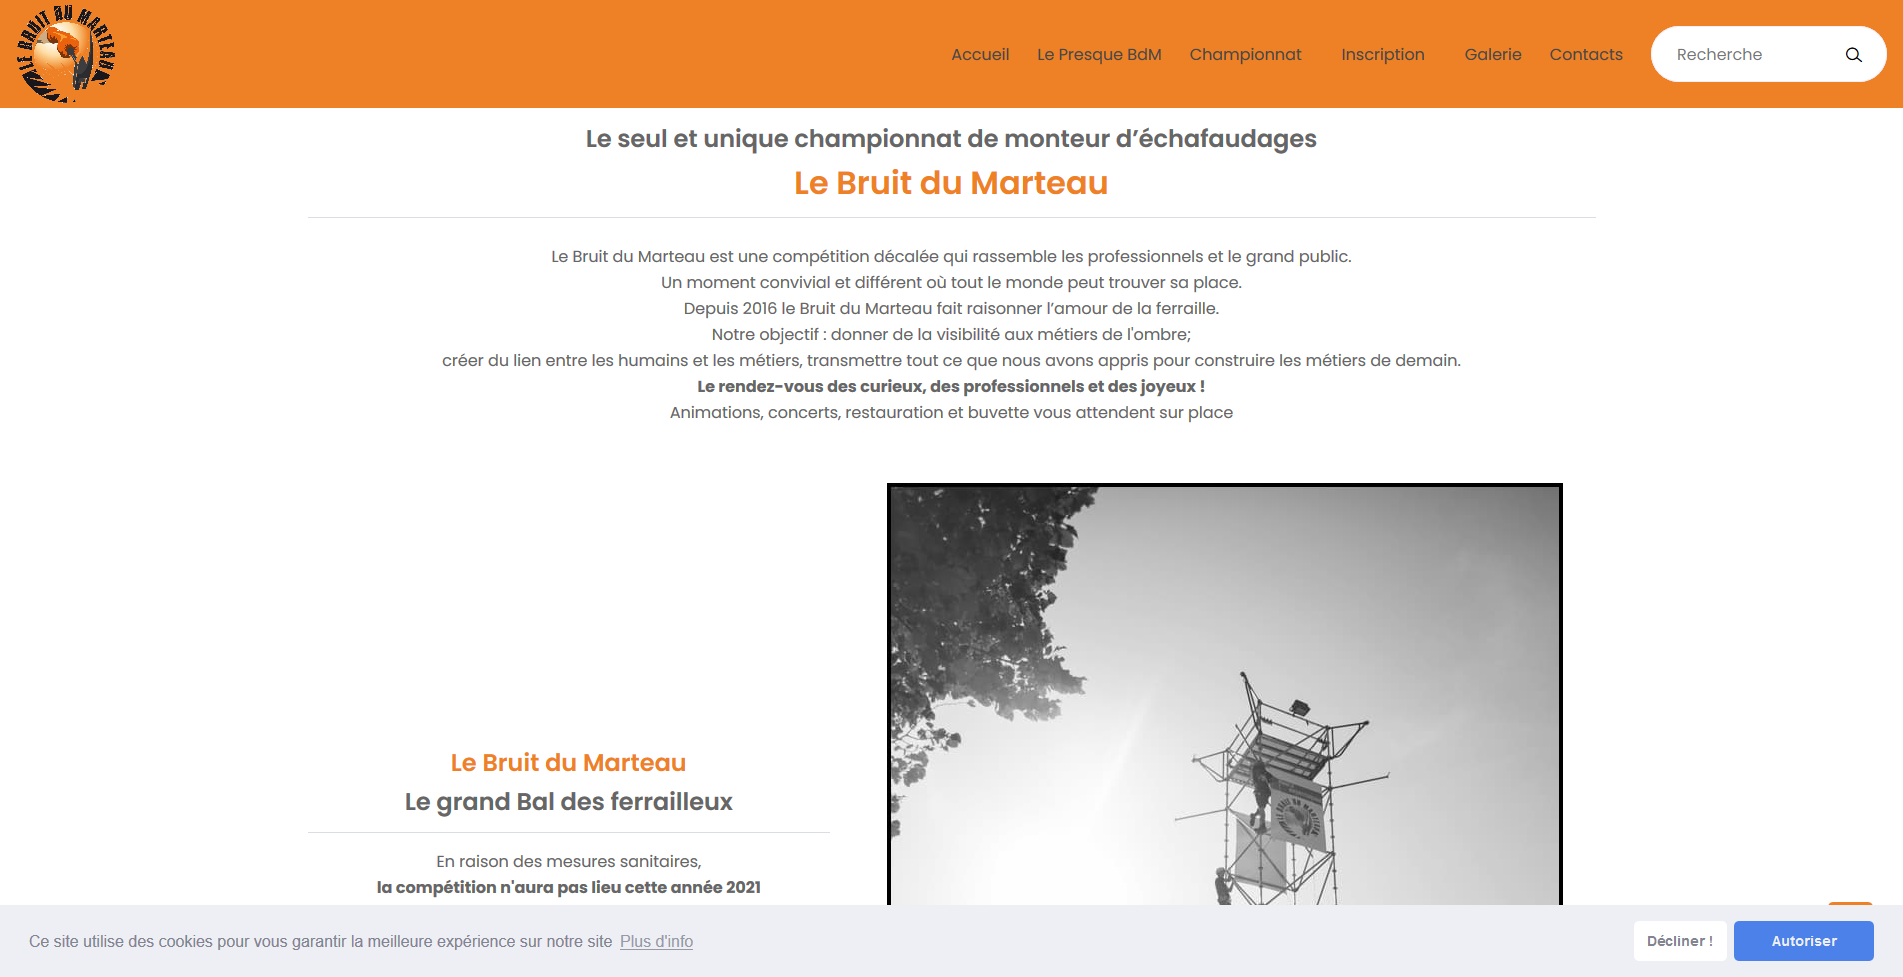 LE BRUIT DU MARTEAU
Accueil
Le Presque BdM
Championnat
Inscription
Galerie
Contacts
Recherche
Le seul et unique championnat de monteur d’échafaudages
Le Bruit du Marteau
Le Bruit du Marteau est une compétition décalée qui rassemble les professionnels et le grand public.
Un moment convivial et différent où tout le monde peut trouver sa place.
Depuis 2016 le Bruit du Marteau fait raisonner l’amour de la ferraille.
Notre objectif : donner de la visibilité aux métiers de l'ombre;
créer du lien entre les humains et les métiers, transmettre tout ce que nous avons appris pour construire les métiers de demain.
Le rendez-vous des curieux, des professionnels et des joyeux !
Animations, concerts, restauration et buvette vous attendent sur place
Le Bruit du Marteau
Le grand Bal des ferrailleux
En raison des mesures sanitaires,
la compétition n'aura pas lieu cette année 2021
LE BRUIT DU MARTEAU
Ce site utilise des cookies pour vous garantir la meilleure expérience sur notre site Plus d'info
Décliner !
Autoriser